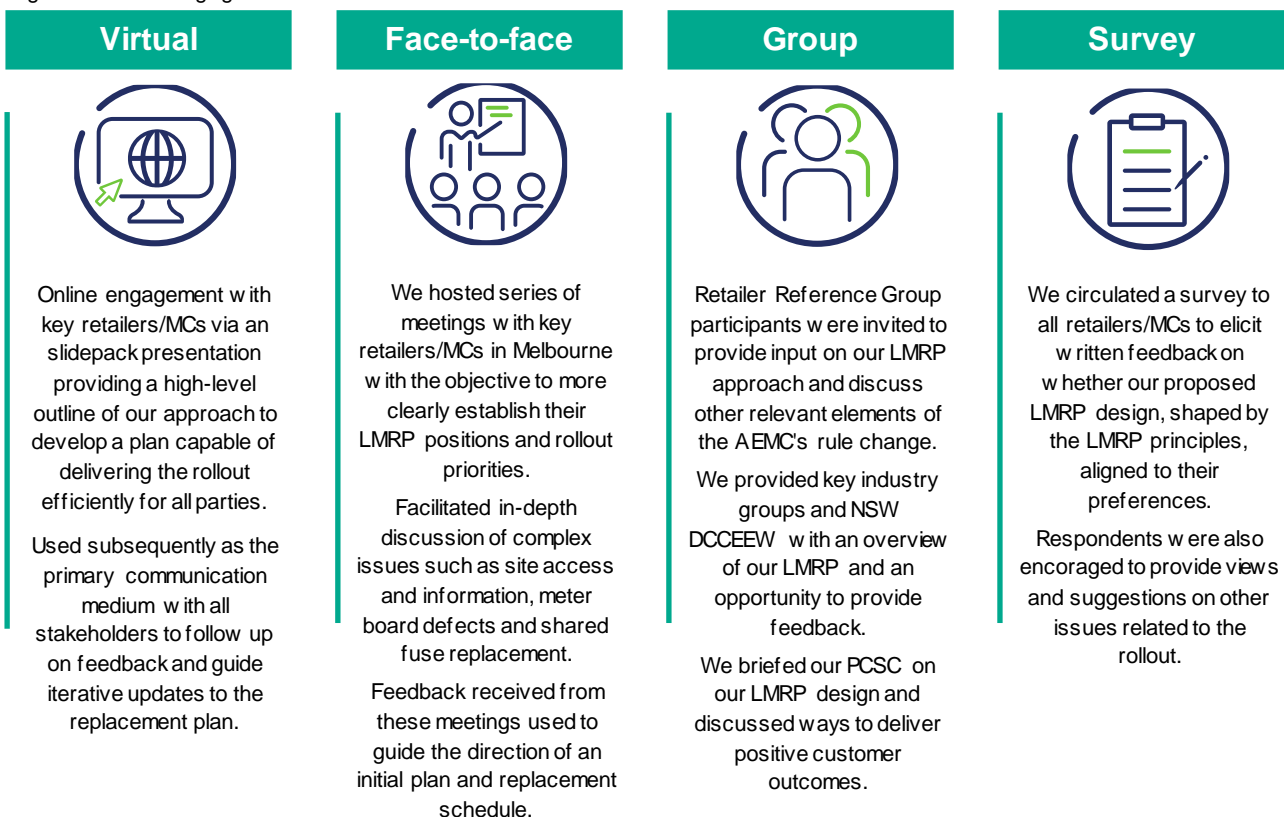 Virtual
Online engagement with
key retailers/MCs via an
slidepack presentation
providing a high-level
outline of our approach to
develop a plan capable of
delivering the rollout
efficiently for all parties.
Used subsequently as the
primary communication
medium with all
stakeholders to follow up
on feedback and guide
iterative updates to the
replacement plan.
Face-to-face
We hosted series of
meetings with key
retailers/MCs in Melbourne
with the objective to more
clearly establish their
LMRP positions and rollout
priorities.
Facilitated in-depth
discussion of complex
issues such as site access
and information, meter
board defects and shared
fuse replacement.
Feedback received from
these meetings used to
guide the direction of an
initial plan and replacement
schedule.
Group
Retailer Reference Group
participants were invited to
provide input on our LMRP
approach and discuss
other relevant elements of
the AEMC's rule change.
We provided key industry
groups and NSW
DCCEEW with an overview
of our LMRP and an
opportunity to provide
feedback.
We briefed our PCSC on
our LMRP design and
discussed ways to deliver
positive customer
outcomes.
Survey
We circulated a survey to
all retailers/MCs to elicit
written feedback on
whether our proposed
LMRP design, shaped by
the LMRP principles,
aligned to their
preferences.
Respondents were also
encoraged to provide views
and suggestions on other
issues related to the
rollout.